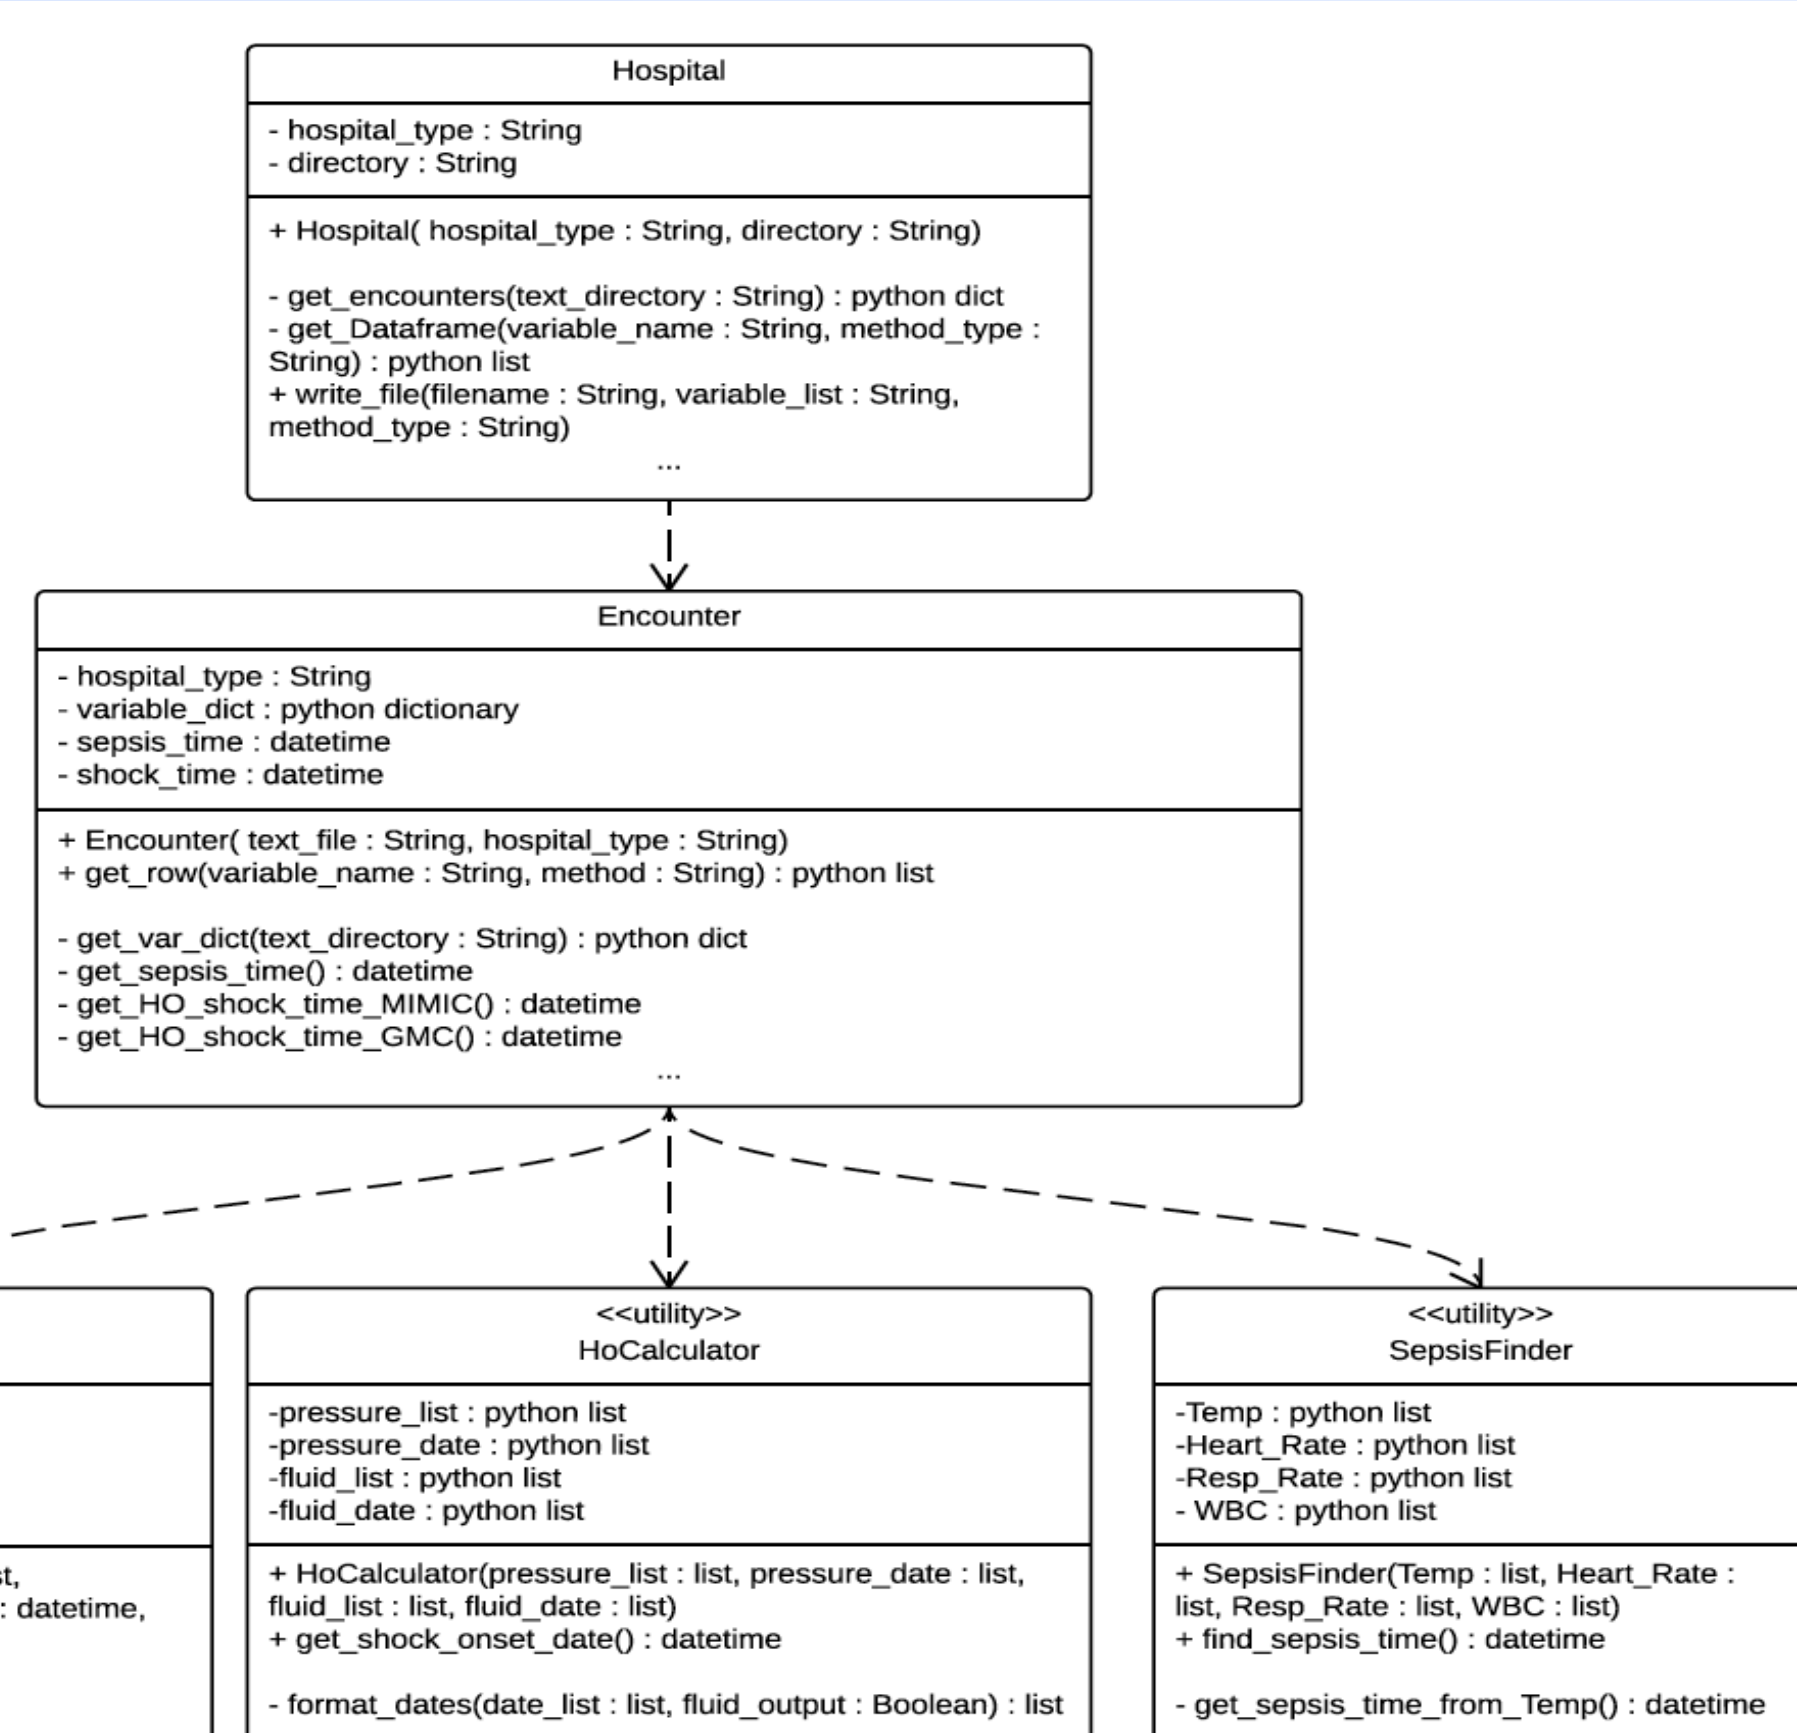 Hospital
- hospital_type : String
- directory : String
+ Hospital( hospital_type : String, directory : String)
- get_encounters(text_directory : String) : python dict
- get_Dataframe(variable_name : String, method_type :
String) : python list
+ write_file(filename : String, variable_list : String,
method_type : String)
...
Encounter
- hospital_type : String
- variable_dict : python dictionary
- sepsis_time : datetime
- shock_time : datetime
+ Encounter( text_file : String, hospital_type : String)
+ get_row(variable_name : String, method : String) : python list
- get_var_dict(text_directory : String) : python dict
- get_sepsis_time() : datetime
- get_HO_shock_time_MIMIC() : datetime
- get_HO_shock_time_GMC() : datetime
...
: datetime,
<<utility>>
HoCalculator
-pressure_list : python list
-pressure_date : python list
-fluid_list : python list
-fluid_date : python list
+ HoCalculator(pressure_list : list, pressure_date : list,
fluid_list : list, fluid_date : list)
+ get_shock_onset_date() : datetime
- format_dates(date_list : list, fluid_output : Boolean) : list
<<utility>>
SepsisFinder
-Temp : python list
-Heart_Rate : python list
-Resp_Rate : python list
- WBC : python list
+ SepsisFinder(Temp : list, Heart_Rate :
list, Resp_Rate : list, WBC : list)
+ find_sepsis_time() : datetime
- get_sepsis_time_from_Temp() : datetime